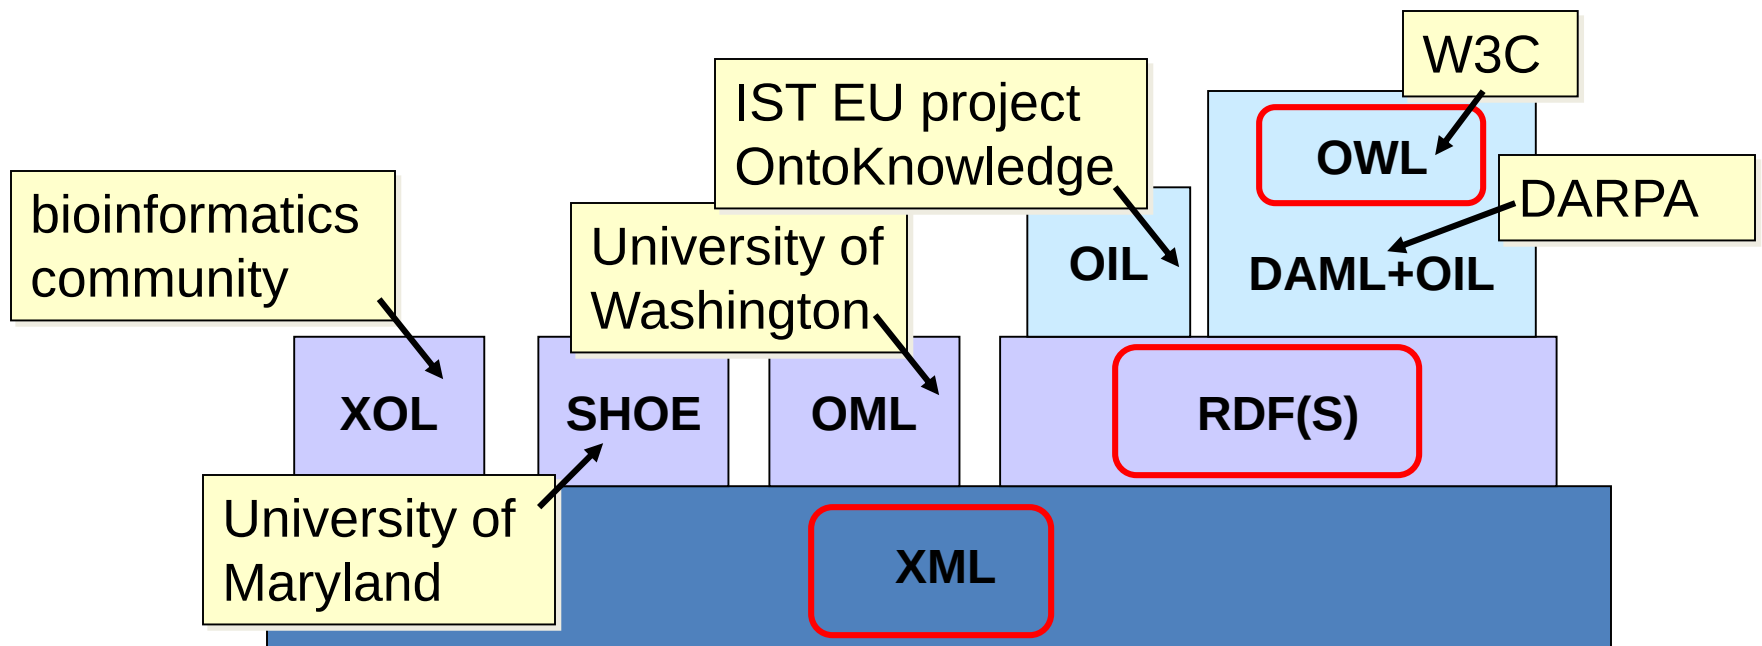 W3C
IST EU project
OntoKnowledge
OWL
DARPA
bioinformatics
community
University of
Washington
OIL
DAML+OIL
XOL
SHOE
OML
RDF(S)
University of
Maryland
XML